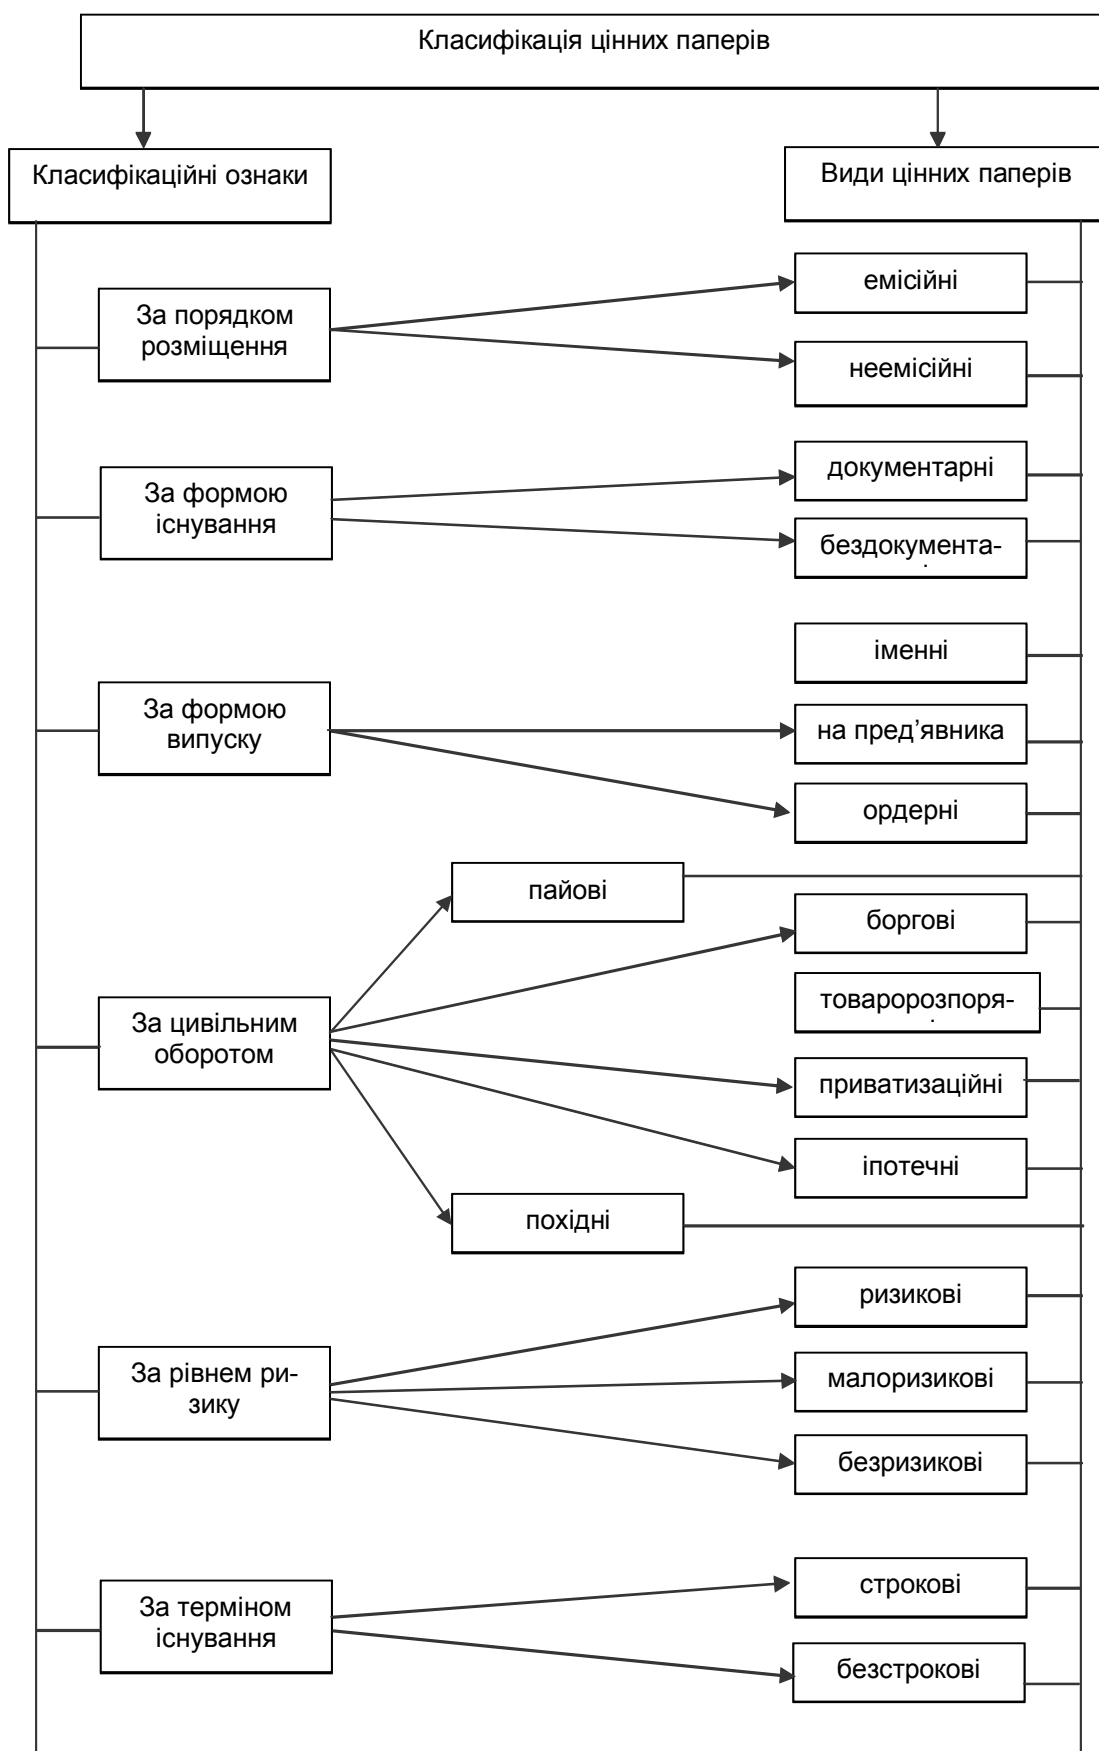 Класифікація цінних паперів
Класифікаційні ознаки
Види цінних паперів
За порядком
розміщення
емісійні
неемісійні
За формою
існування
документарні
бездокумента-
За формою
випуску
іменні
на пред’явника
ордерні
За цивільним
оборотом
пайові
боргові
товаророзпоря-
приватизаційні
іпотечні
похідні
За рівнем ри-
зику
ризикові
малоризикові
безризикові
За терміном
існування
строкові
безстрокові